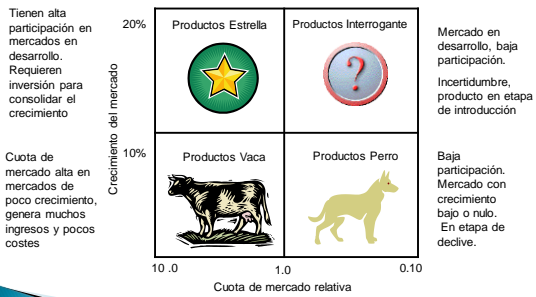 Tienen alta
participación en
mercados en
desarrollo.
Requieren
inversión para
consolidar el
crecimiento
Cuota de
mercado alta en
mercados de
poco crecimiento,
genera muchos
ingresos y pocos
costes
Crecimiento del mercado
20%
10%
Productos Estrella
Productos Interrogante
?
Productos Vaca
Productos Perro
10 .0
1.0
0.10
Cuota de mercado relativa
Mercado en
desarrollo, baja
participación.
Incertidumbre,
producto en etapa
de introducción
Baja
participación.
Mercado con
crecimiento
bajo o nulo.
En etapa de
declive.